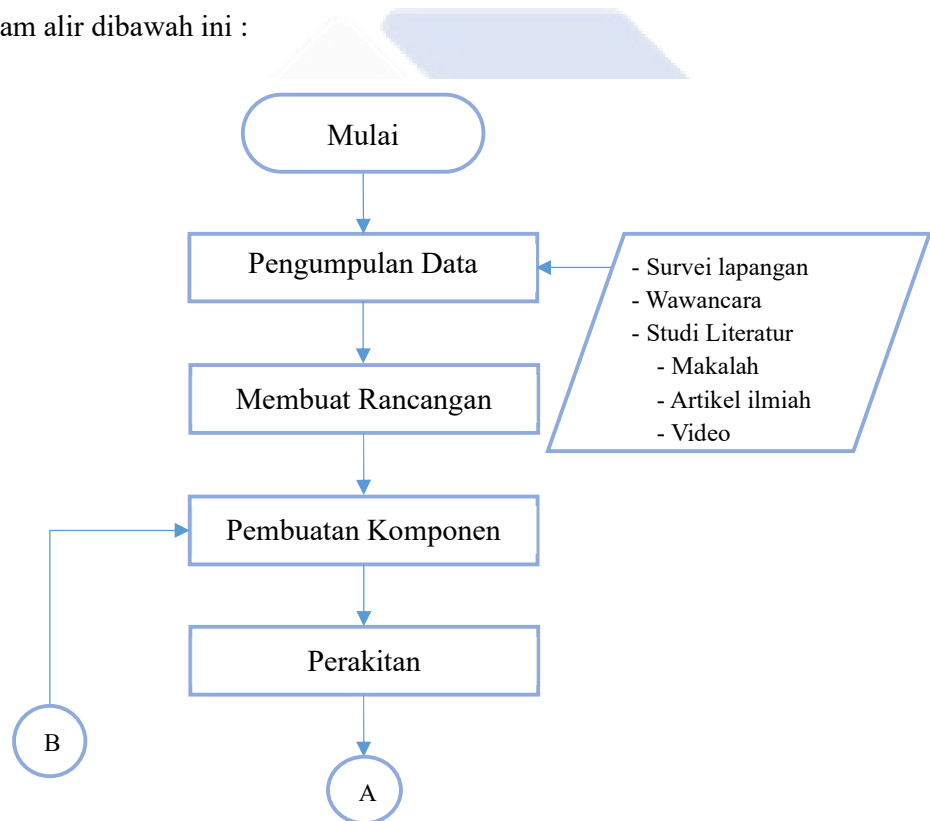 am alir dibawah ini :
Mulai
Pengumpulan Data
- Survei lapangan
- Wawancara
- Studi Literatur
- Makalah
- Artikel ilmiah
- Video
Membuat Rancangan
Pembuatan Komponen
Perakitan
B
A